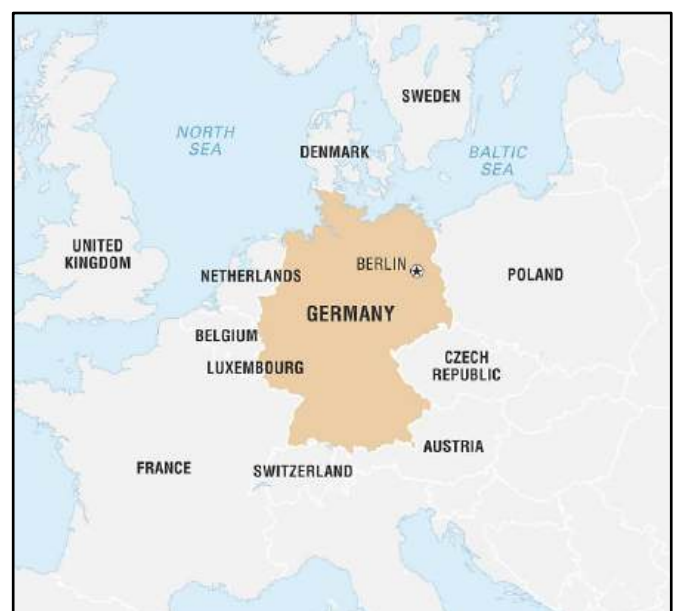 SWEDEN
NORTH
SEA
DENMARK
BALTIC
SEA
UNITED
KINGDOM
BERLIN
NETHERLANDS
POLAND
GERMANY
BELGIUM
CZECH
REPUBLIC
LUXEMBOURG
AUSTRIA
FRANCE
SWITZERLAND